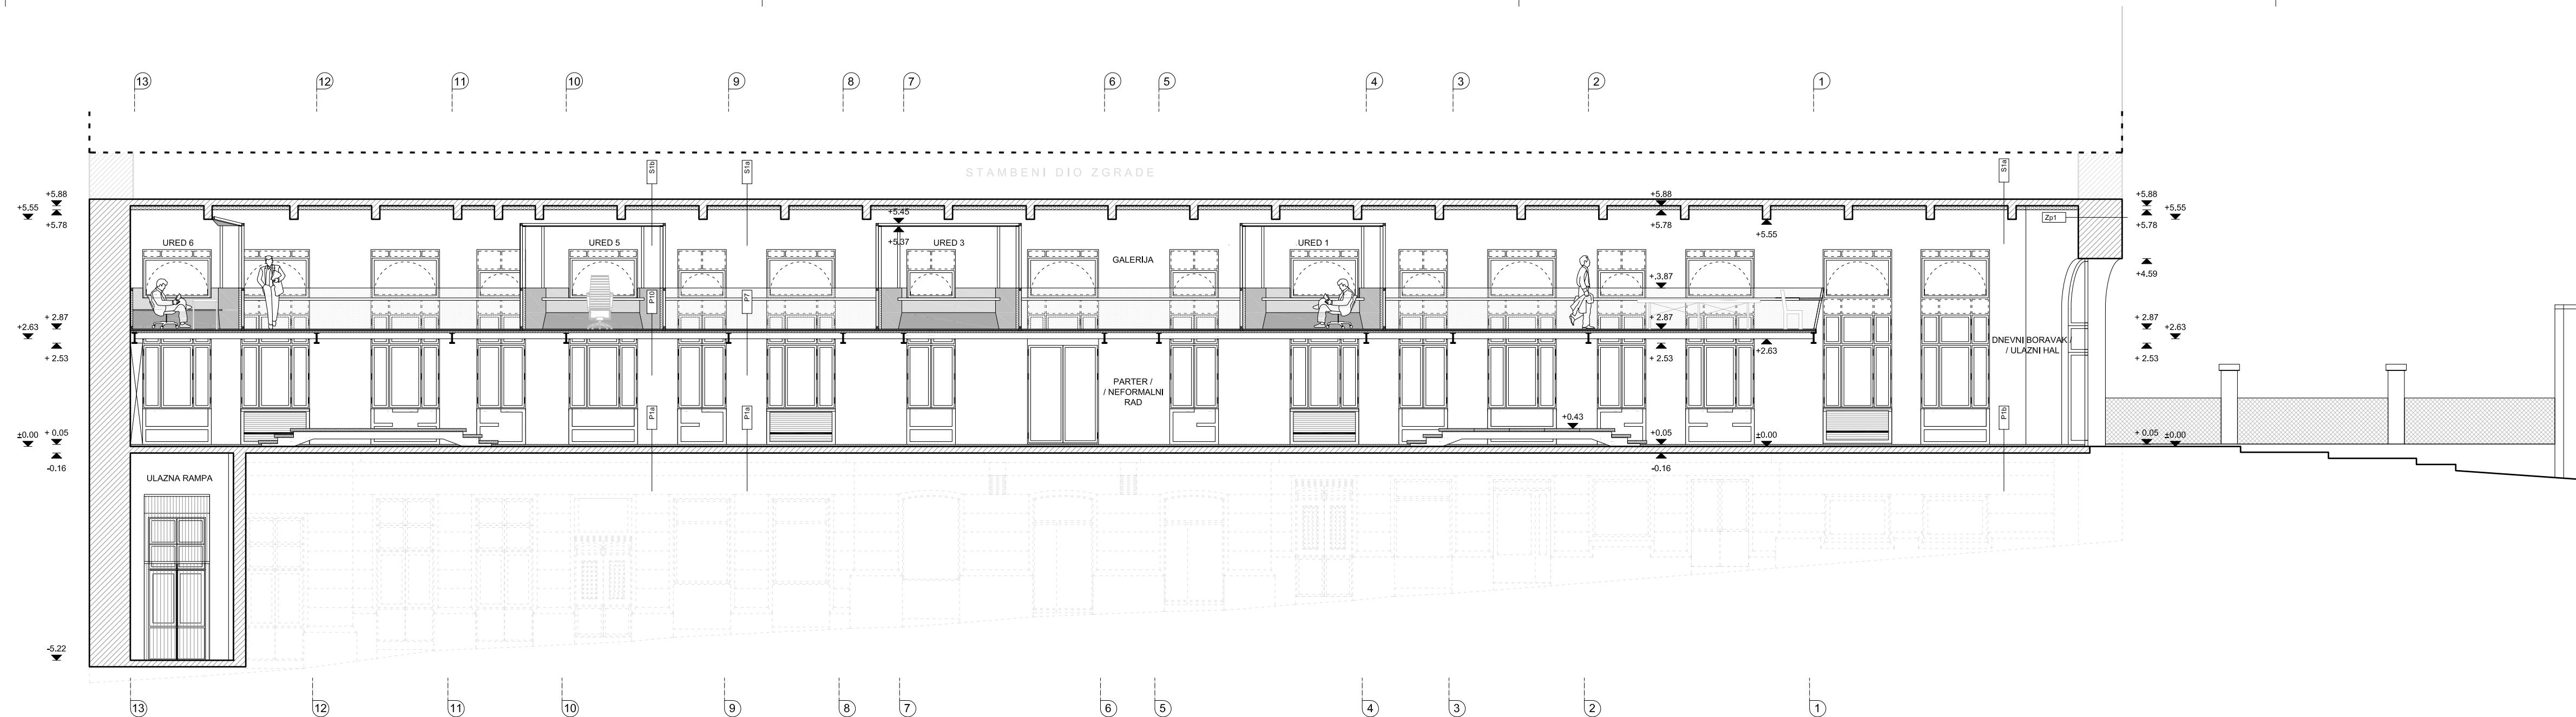 13 12 11 10 9 8 7 6 5 4 3 2 1
S1b S1a S1a
STAMBENI DIO ZGRADE
+5.88 +5.88 +5.88
+5.55 +5.45 +5.55
+5.78 +5.78 +5.55 +5.78
Zp1
URED 6 URED 5 +5.37 URED 3 URED 1
GALERIJA
+4.59
+.3.87
P10 P7
+ 2.87 + 2.87 + 2.87
+2.63 +2.63
+ 2.53 + 2.53 +2.63 + 2.53
DNEVNI BORAVAK /
/ ULAZNI HAL
PARTER /
/ NEFORMALNI
RAD
P1a P1a P1b
+0.43
±0.00 + 0.05 +0.05 ±0.00 + 0.05 ±0.00
-0.16 -0.16
ULAZNA RAMPA
-5.22
13 12 11 10 9 8 7 6 5 4 3 2 1